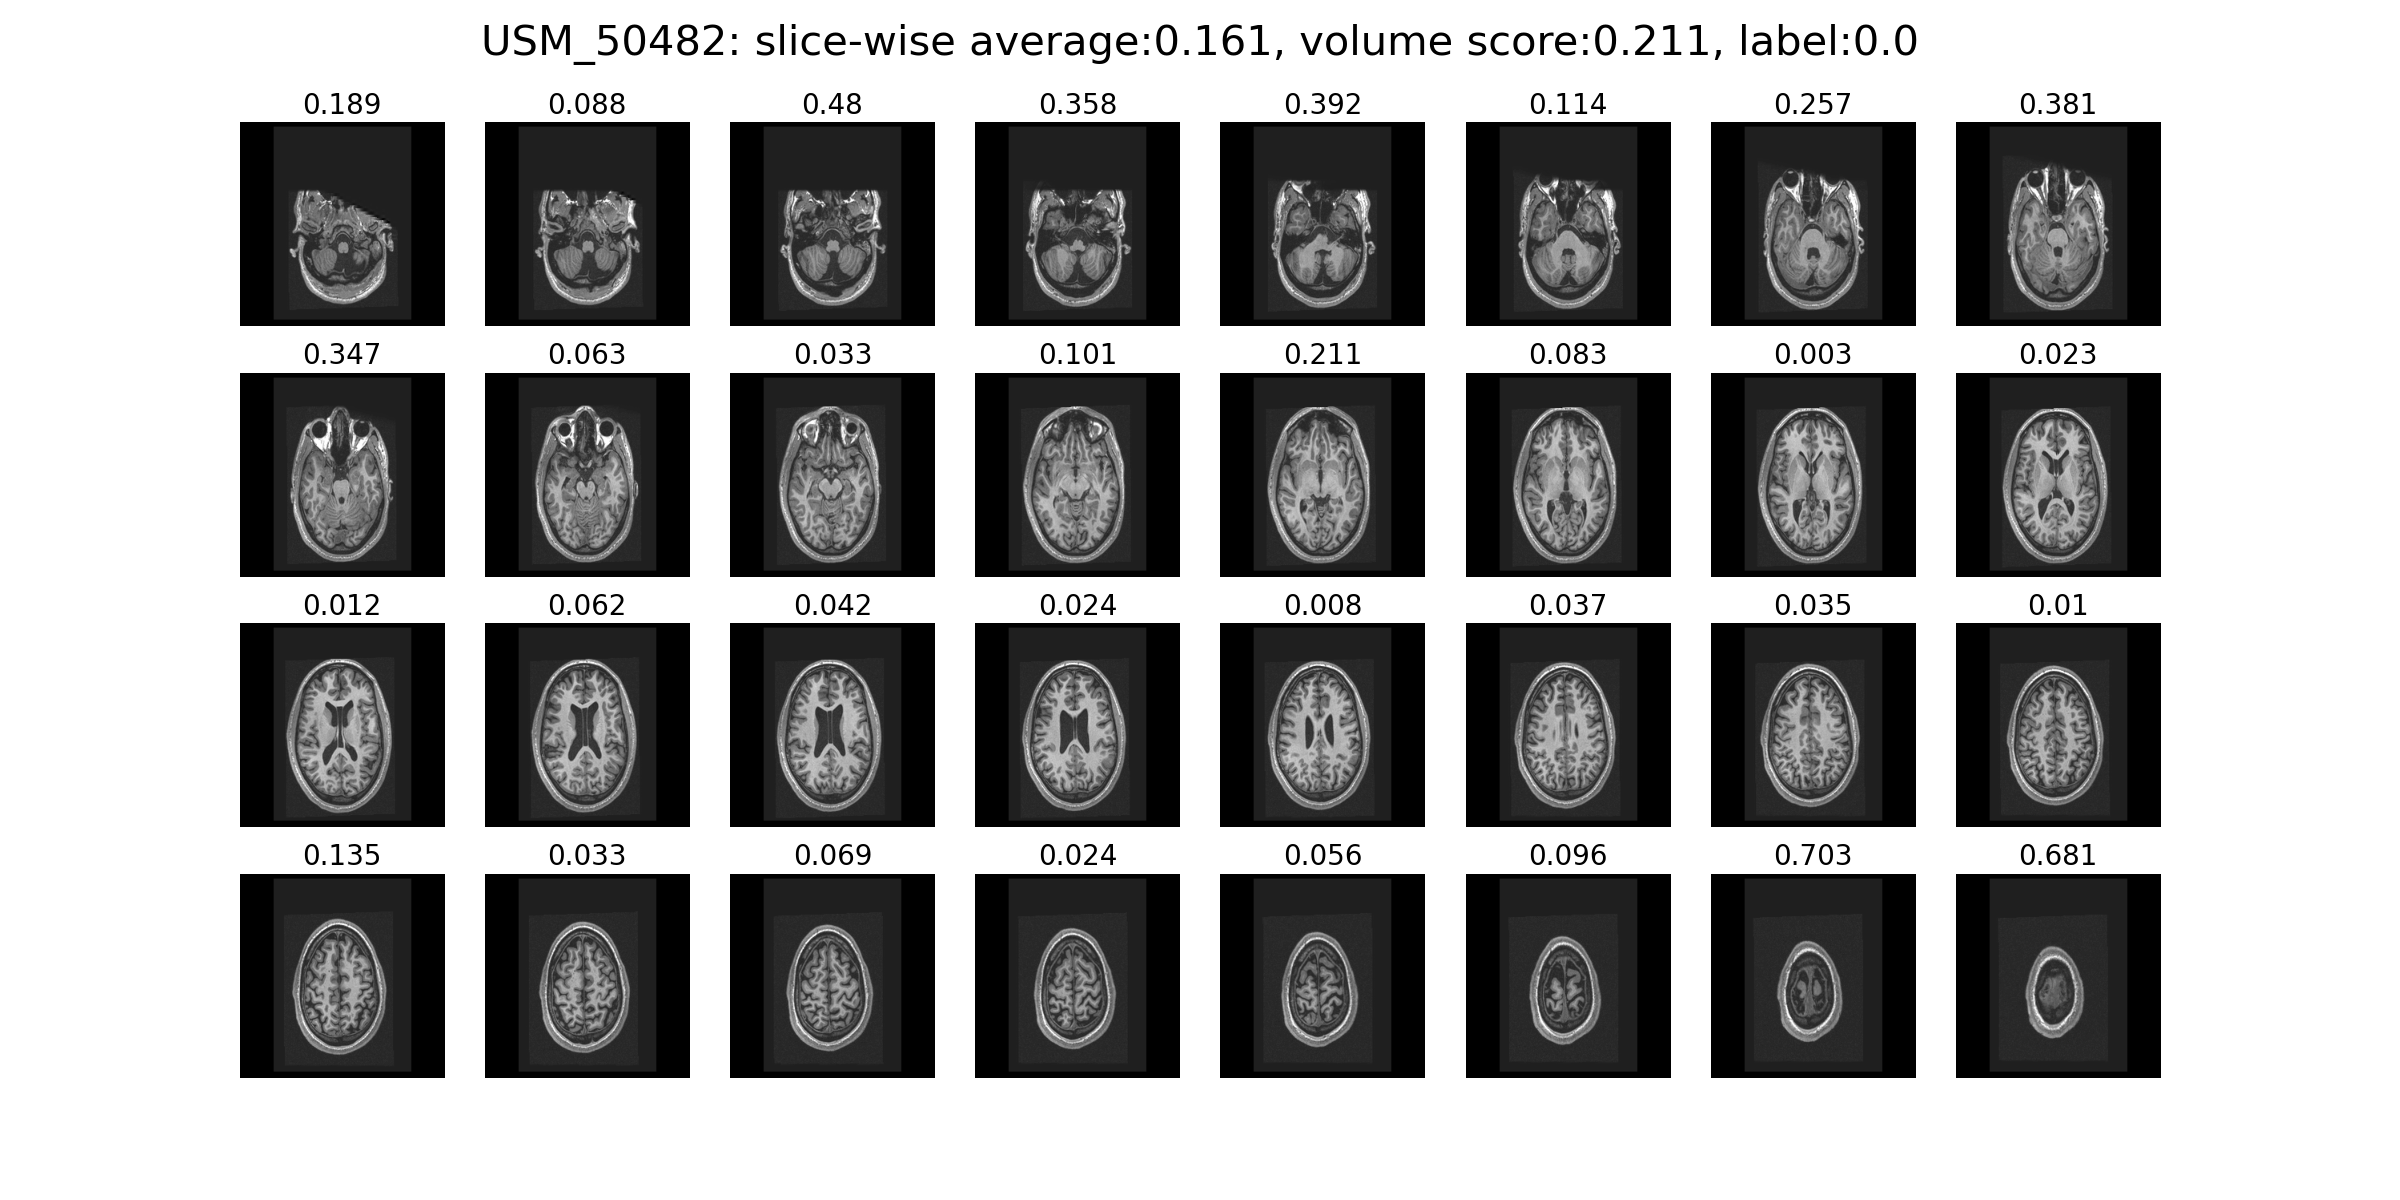 USM_50482: slice-wise average:0.161, volume score:0.211, label:0.0
0.189 0.088 0.48 0.358 0.392 0.114 0.257 0.381
0.347 0.063 0.033 0.101 0.211 0.083 0.003 0.023
0.012 0.062 0.042 0.024 0.008 0.037 0.035 0.01
0.135 0.033 0.069 0.024 0.056 0.096 0.703 0.681